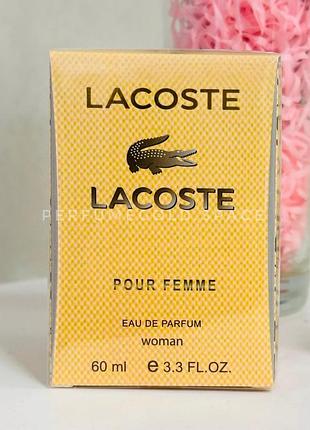 LACOSTE
LACOSTE
POUR FEMME
EAU DE PARFUM
woman
60 ml e 3.3 FL.OZ.